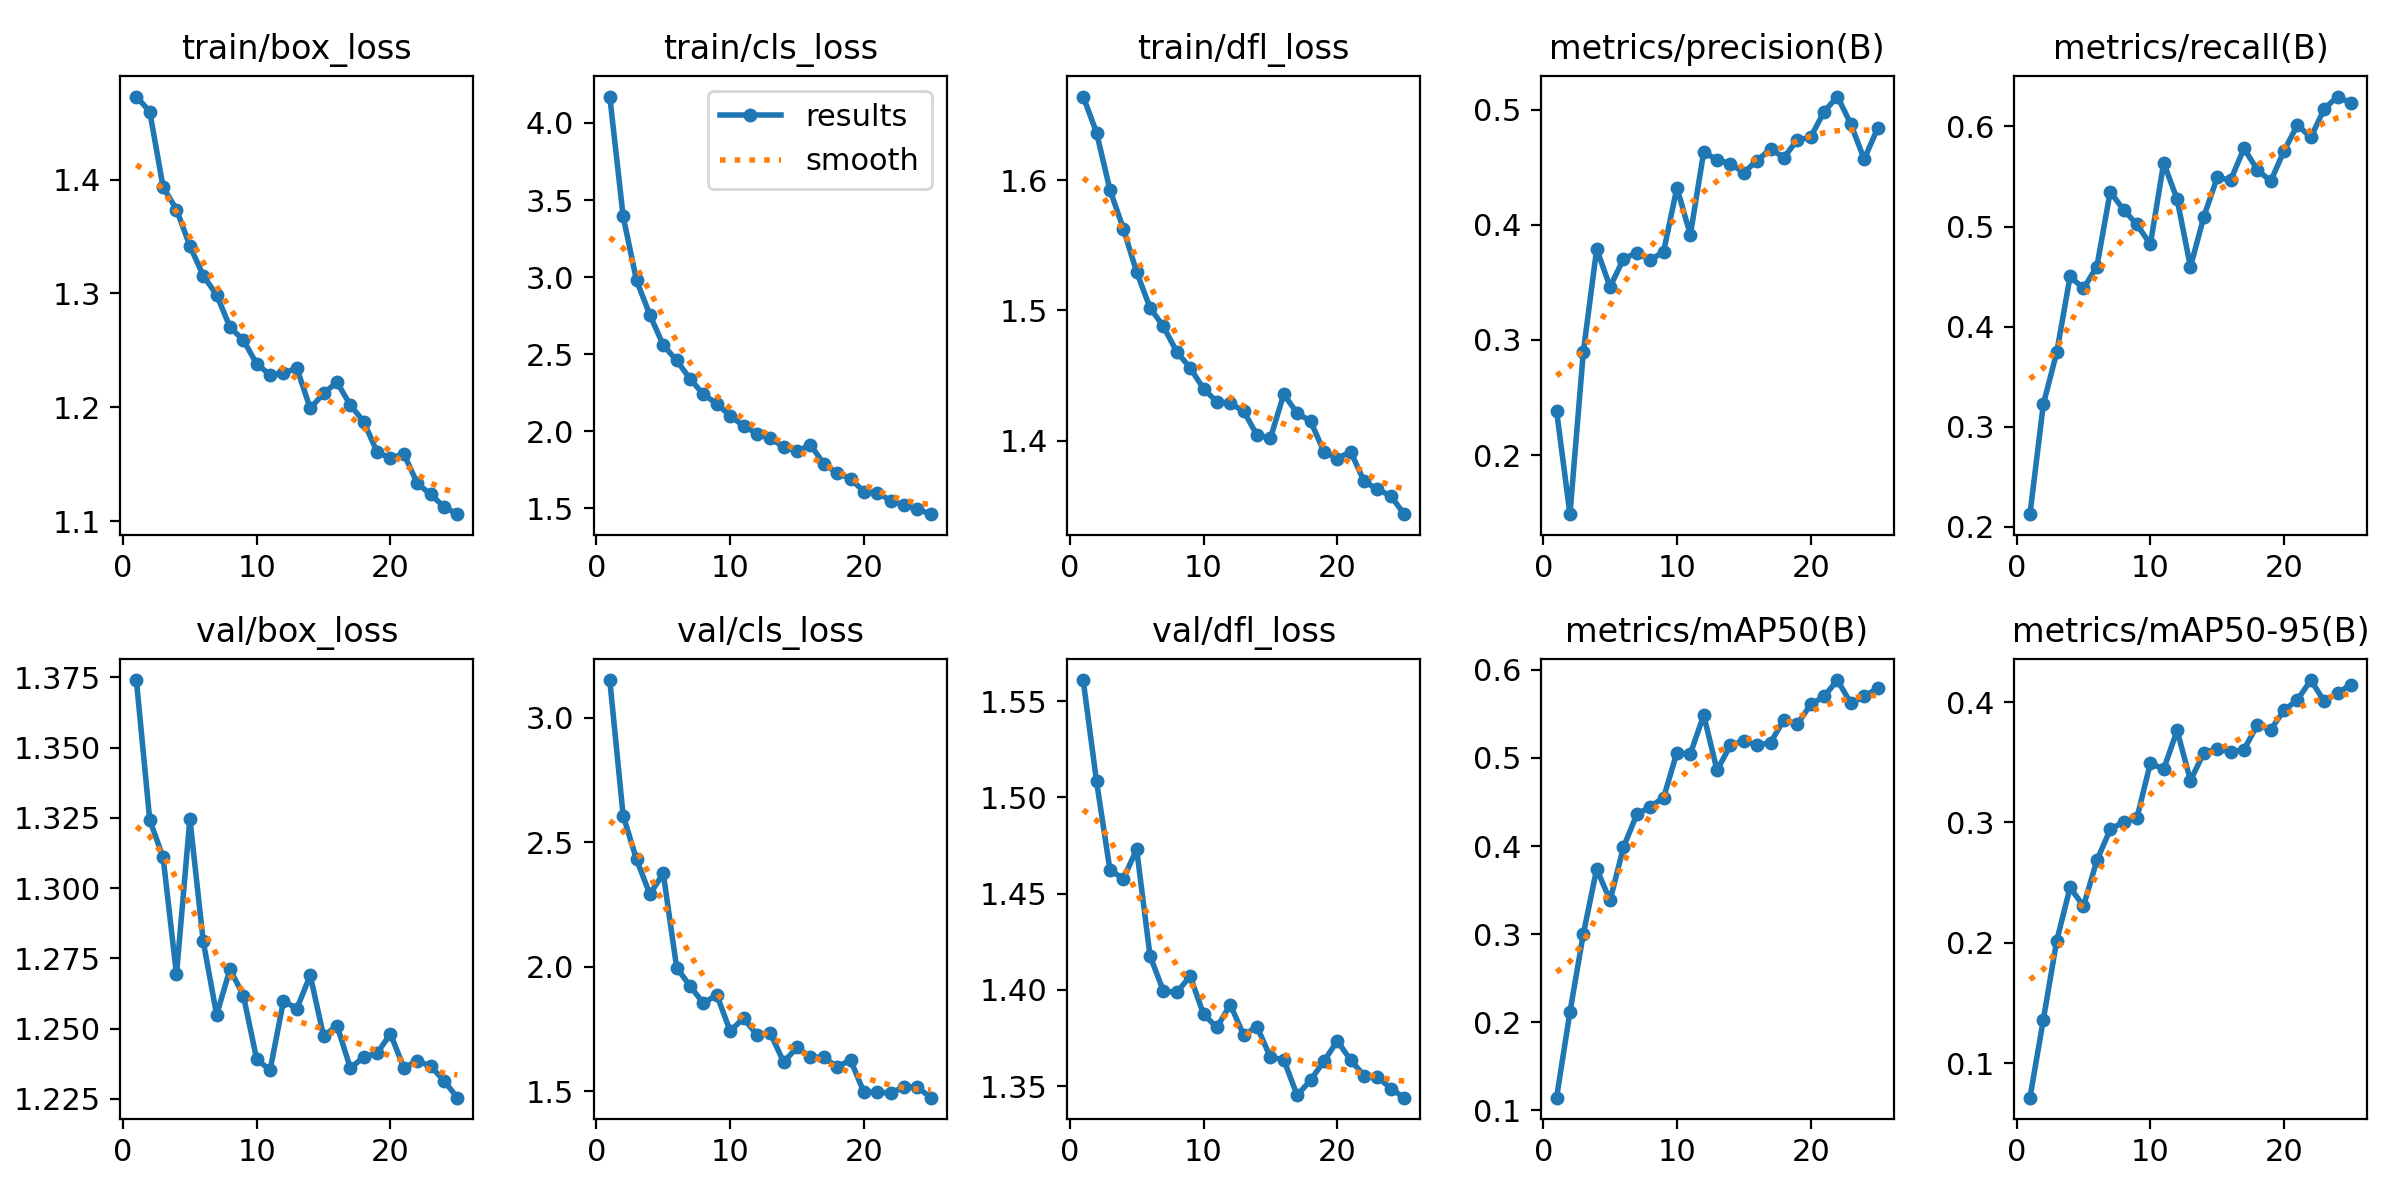 train/box_loss
1.4
1.3
1.2
1.1
0 10 20
train/cls_loss
results
smooth
4.0
3.5
3.0
2.5
2.0
1.5
0 10 20
train/dfl_loss
1.6
1.5
1.4
0 10 20
metrics/precision(B)
0.5
0.4
0.3
0.2
0 10 20
metrics/recall(B)
0.6
0.5
0.4
0.3
0.2
0 10 20
val/box_loss
1.375
1.350
1.325
1.300
1.275
1.250
1.225
0 10 20
val/cls_loss
3.0
2.5
2.0
1.5
0 10 20
val/dfl_loss
1.55
1.50
1.45
1.40
1.35
0 10 20
metrics/mAP50(B)
0.6
0.5
0.4
0.3
0.2
0.1
0 10 20
metrics/mAP50-95(B)
0.4
0.3
0.2
0.1
0 10 20